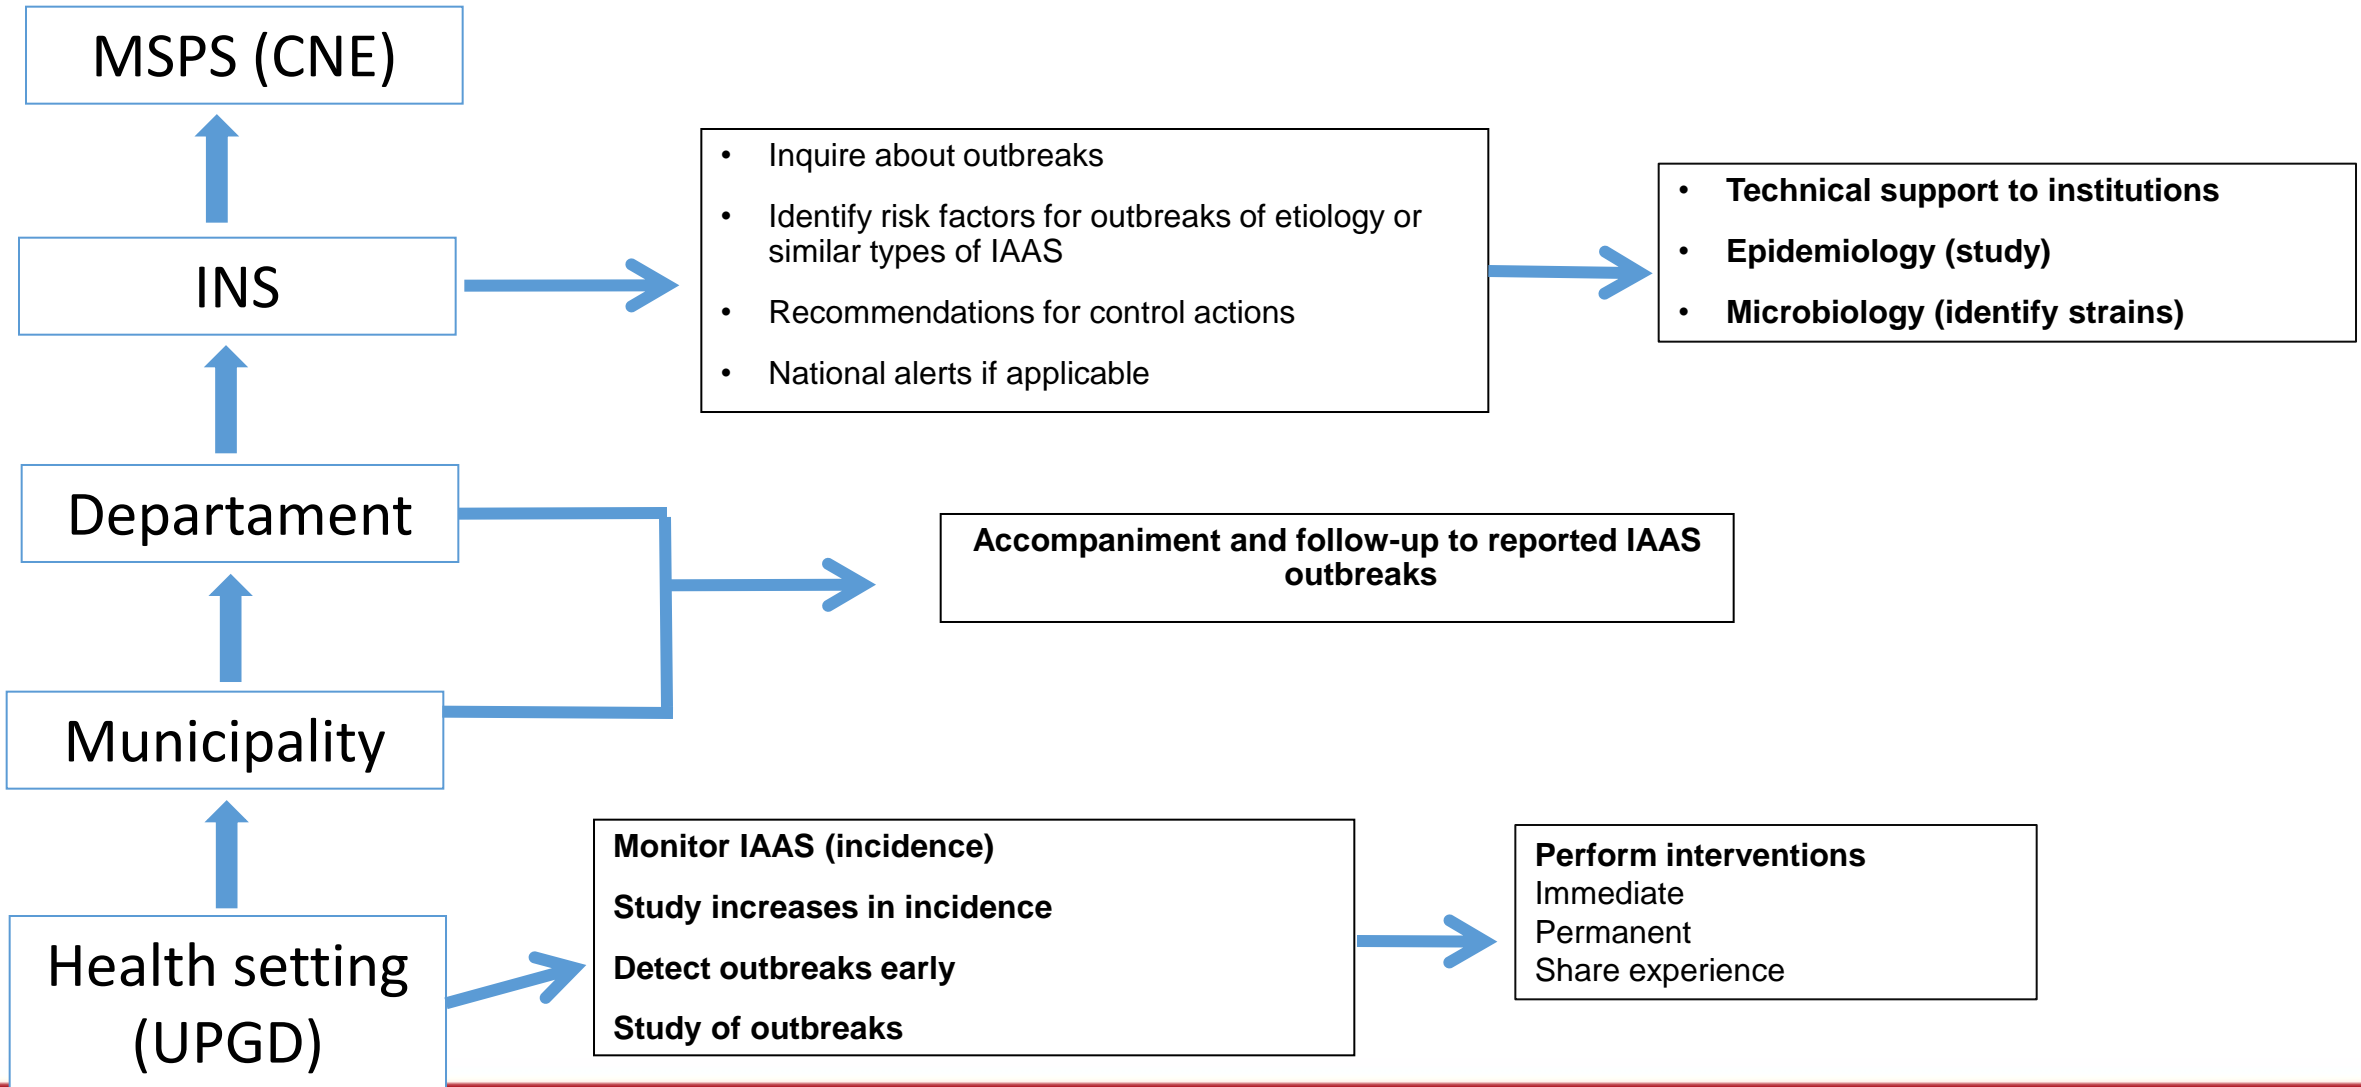 MSPS (CNE)
• Inquire about outbreaks
• Identify risk factors for outbreaks of etiology or
similar types of IAAS
• Recommendations for control actions
• National alerts if applicable
• Technical support to institutions
• Epidemiology (study)
• Microbiology (identify strains)
INS
Departament
Accompaniment and follow-up to reported IAAS
outbreaks
Municipality
Monitor IAAS (incidence)
Study increases in incidence
Detect outbreaks early
Study of outbreaks
Perform interventions
Immediate
Permanent
Share experience
Health setting
(UPGD)